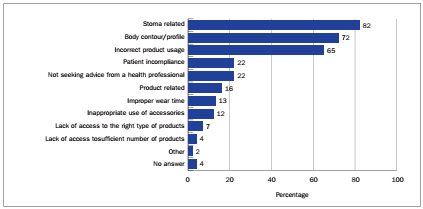 Stoma related 82
Body contour/profile 72
Incorrect product usage 65
Patient incompliance 22
Not seeking advice from a health professional 22
Product related 16
Improper wear time 13
Inappropriate use of accessories 12
Lack of access to the right type of products 7
Lack of access tosufficient number of products 4
Other 2
No answer 4
0 20 40 60 80 100
Percentage